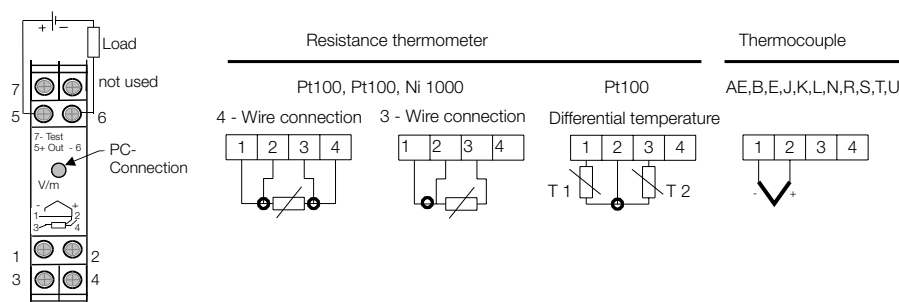 + −
Load
not used
7
5 6
7- Test
5+ Out - 6
PC-
Connection
V/m
- +
1 2
3 4
1 2
3 4
Resistance thermometer
Pt100, Pt100, Ni 1000
4 - Wire connection
1 2 3 4
3 - Wire connection
1 2 3 4
Pt100
Differential temperature
1 2 3 4
T 1 T 2
Thermocouple
AE,B,E,J,K,L,N,R,S,T,U
1 2 3 4
- +